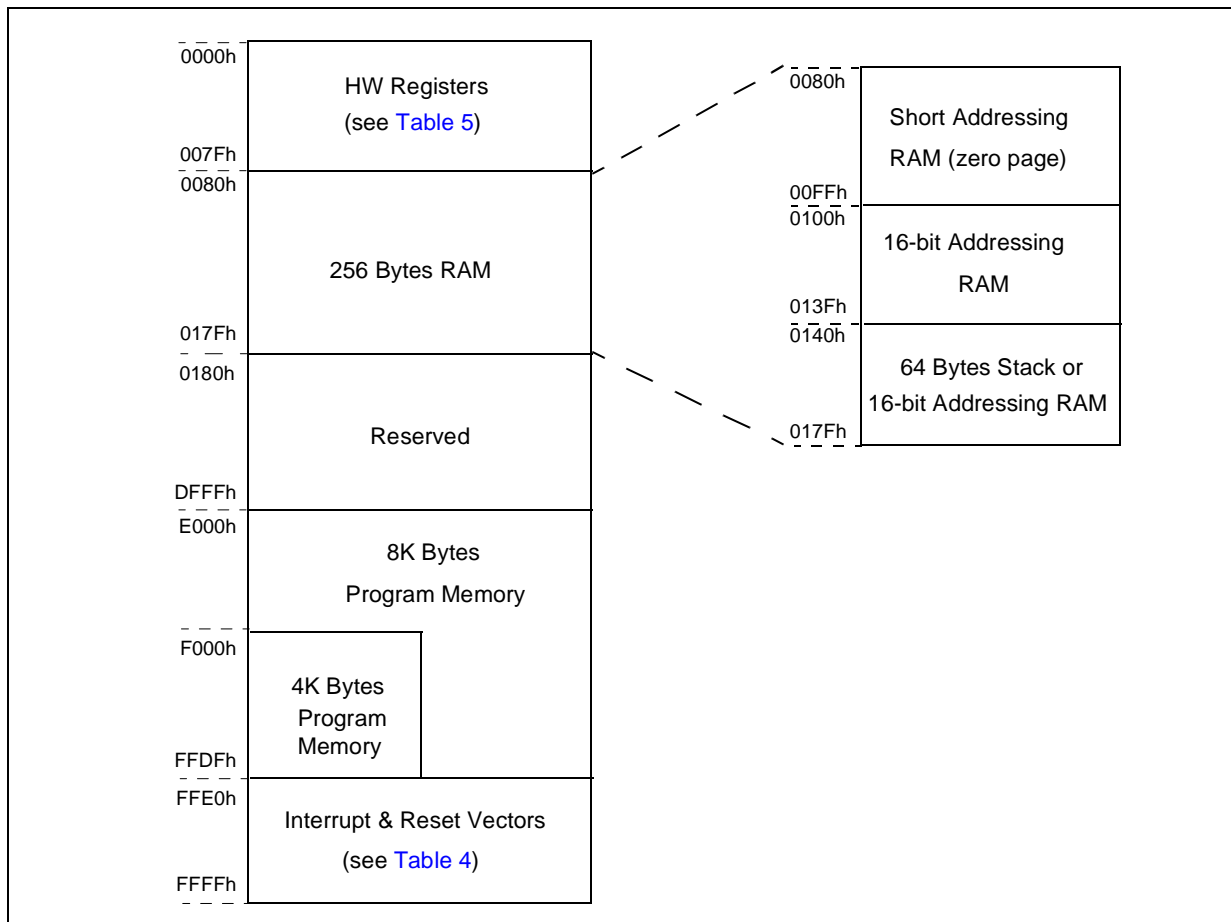 0000h
HW Registers
(see Table 5)
007Fh
0080h
256 Bytes RAM
017Fh
0180h
Reserved
DFFFh
E000h
8K Bytes
Program Memory
F000h
4K Bytes
Program
Memory
FFDFh
FFE0h
Interrupt & Reset Vectors
(see Table 4)
FFFFh
0080h
Short Addressing
RAM (zero page)
00FFh
0100h
16-bit Addressing
RAM
013Fh
0140h
64 Bytes Stack or
16-bit Addressing RAM
017Fh